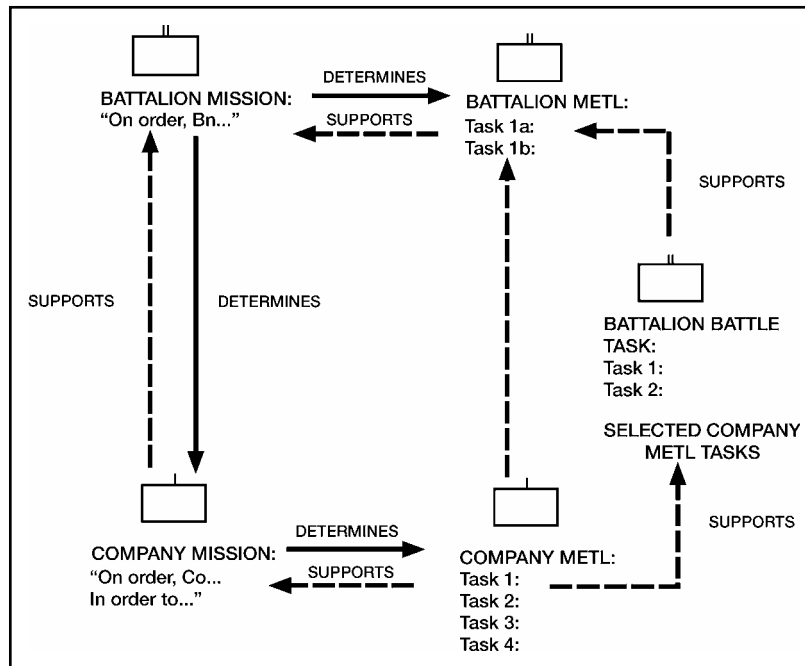 DETERMINES
BATTALION MISSION:
“On order, Bn...”
SUPPORTS
BATTALION METL:
Task 1a:
Task 1b:
SUPPORTS
SUPPORTS
DETERMINES
BATTALION BATTLE
TASK:
Task 1:
Task 2:
SELECTED COMPANY
METL TASKS
SUPPORTS
DETERMINES
COMPANY MISSION:
“On order, Co...
In order to...”
SUPPORTS
COMPANY METL:
Task 1:
Task 2:
Task 3:
Task 4: